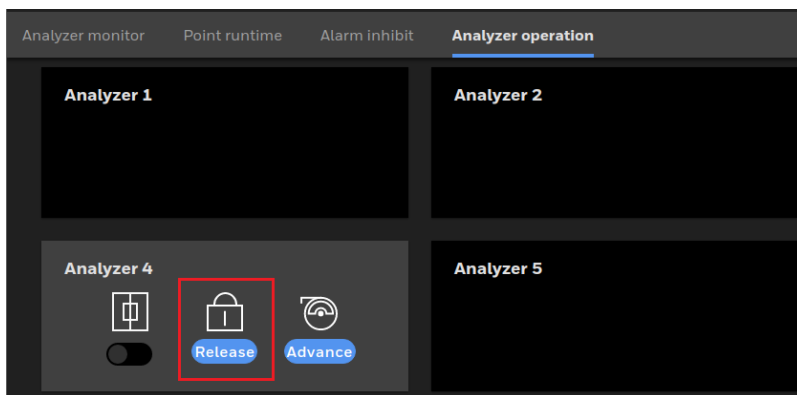 Analyzer monitor Point runtime Alarm inhibit Analyzer operation
Analyzer 1
Analyzer 2
Analyzer 4
Release
Advance
Analyzer 5